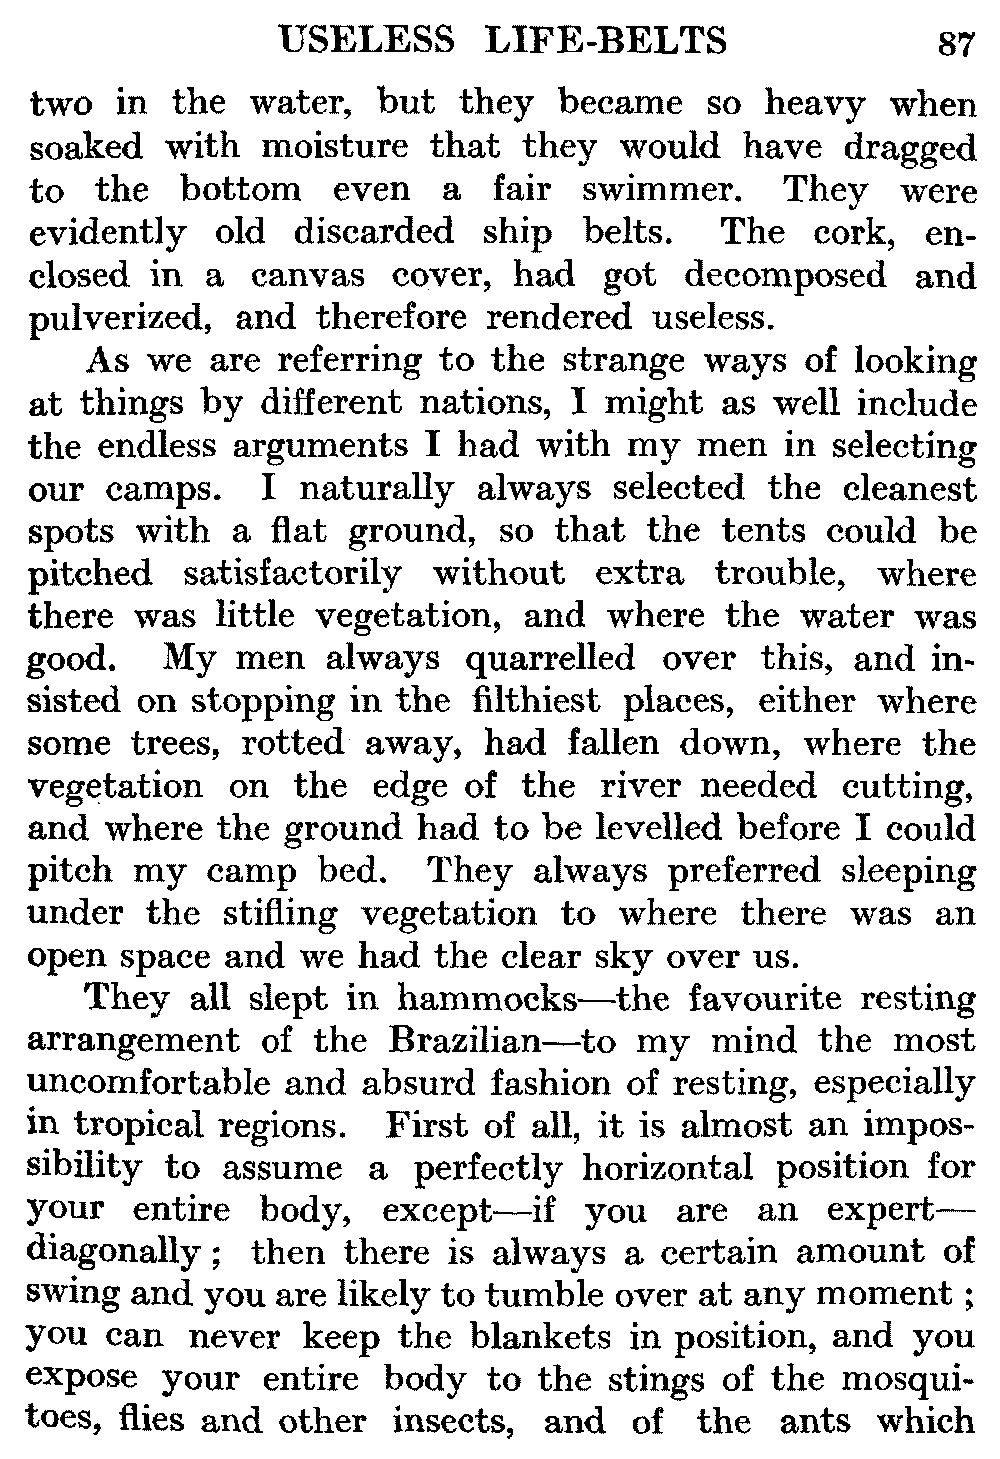 USELESS LIFE-BELTS 87
two in the water, but they became so heavy when
soaked with moisture that they would have dragged
to the bottom even a fair swimmer. They were
evidently old discarded ship belts. The cork, en-
closed in a canvas cover, had got decomposed and
pulverized, and therefore rendered useless.
As we are referring to the strange ways of looking
at things by different nations, I might as well include
the endless arguments I had with my men in selecting
our camps. I naturally always selected the cleanest
spots with a flat ground, so that the tents could be
pitched satisfactorily without extra trouble, where
there was little vegetation, and where the water was
good. My men always quarrelled over this, and in-
sisted on stopping in the filthiest places, either where
some trees, rotted away, had fallen down, where the
vegetation on the edge of the river needed cutting,
and where the ground had to be levelled before I could
pitch my camp bed. They always preferred sleeping
under the stifling vegetation to where there was an
open space and we had the clear sky over us.
They all slept in hammocks—the favourite resting
arrangement of the Brazilian—to my mind the most
uncomfortable and absurd fashion of resting, especially
in tropical regions. First of all, it is almost an impos-
sibility to assume a perfectly horizontal position for
your entire body, except—if you are an expert—
diagonally ; then there is always a certain amount of
swing and you are likely to tumble over at any moment ;
you can never keep the blankets in position, and you
expose your entire body to the stings of the mosqui-
toes, flies and other insects, and of the ants which